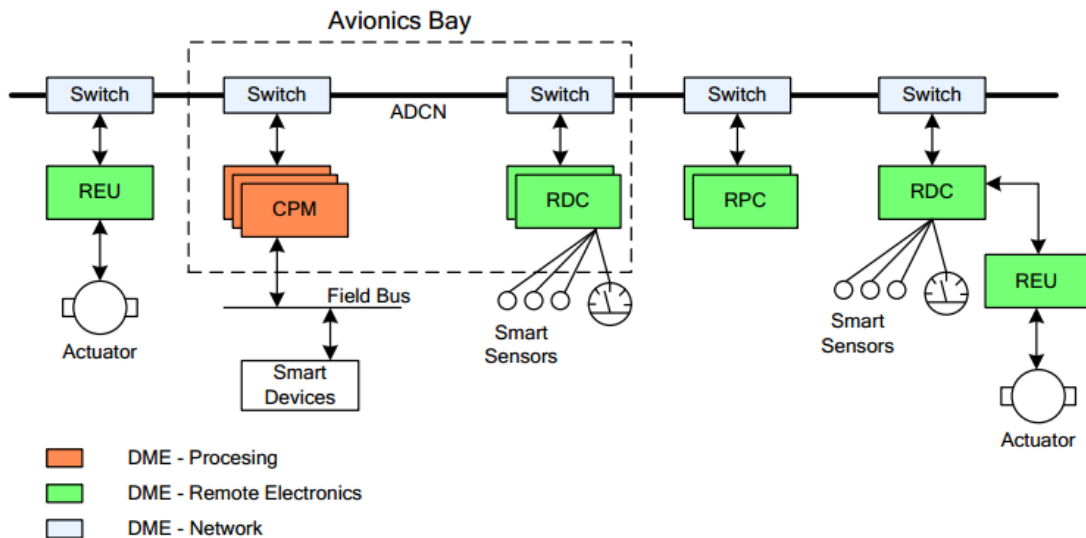 Avionics Bay
Switch
Switch
Switch
Switch
Switch
ADCN
REU
CPM
RDC
RPC
RDC
REU
Field Bus
Actuator
Smart
Devices
Smart
Sensors
Smart
Sensors
Actuator
DME - Procesing
DME - Remote Electronics
DME - Network